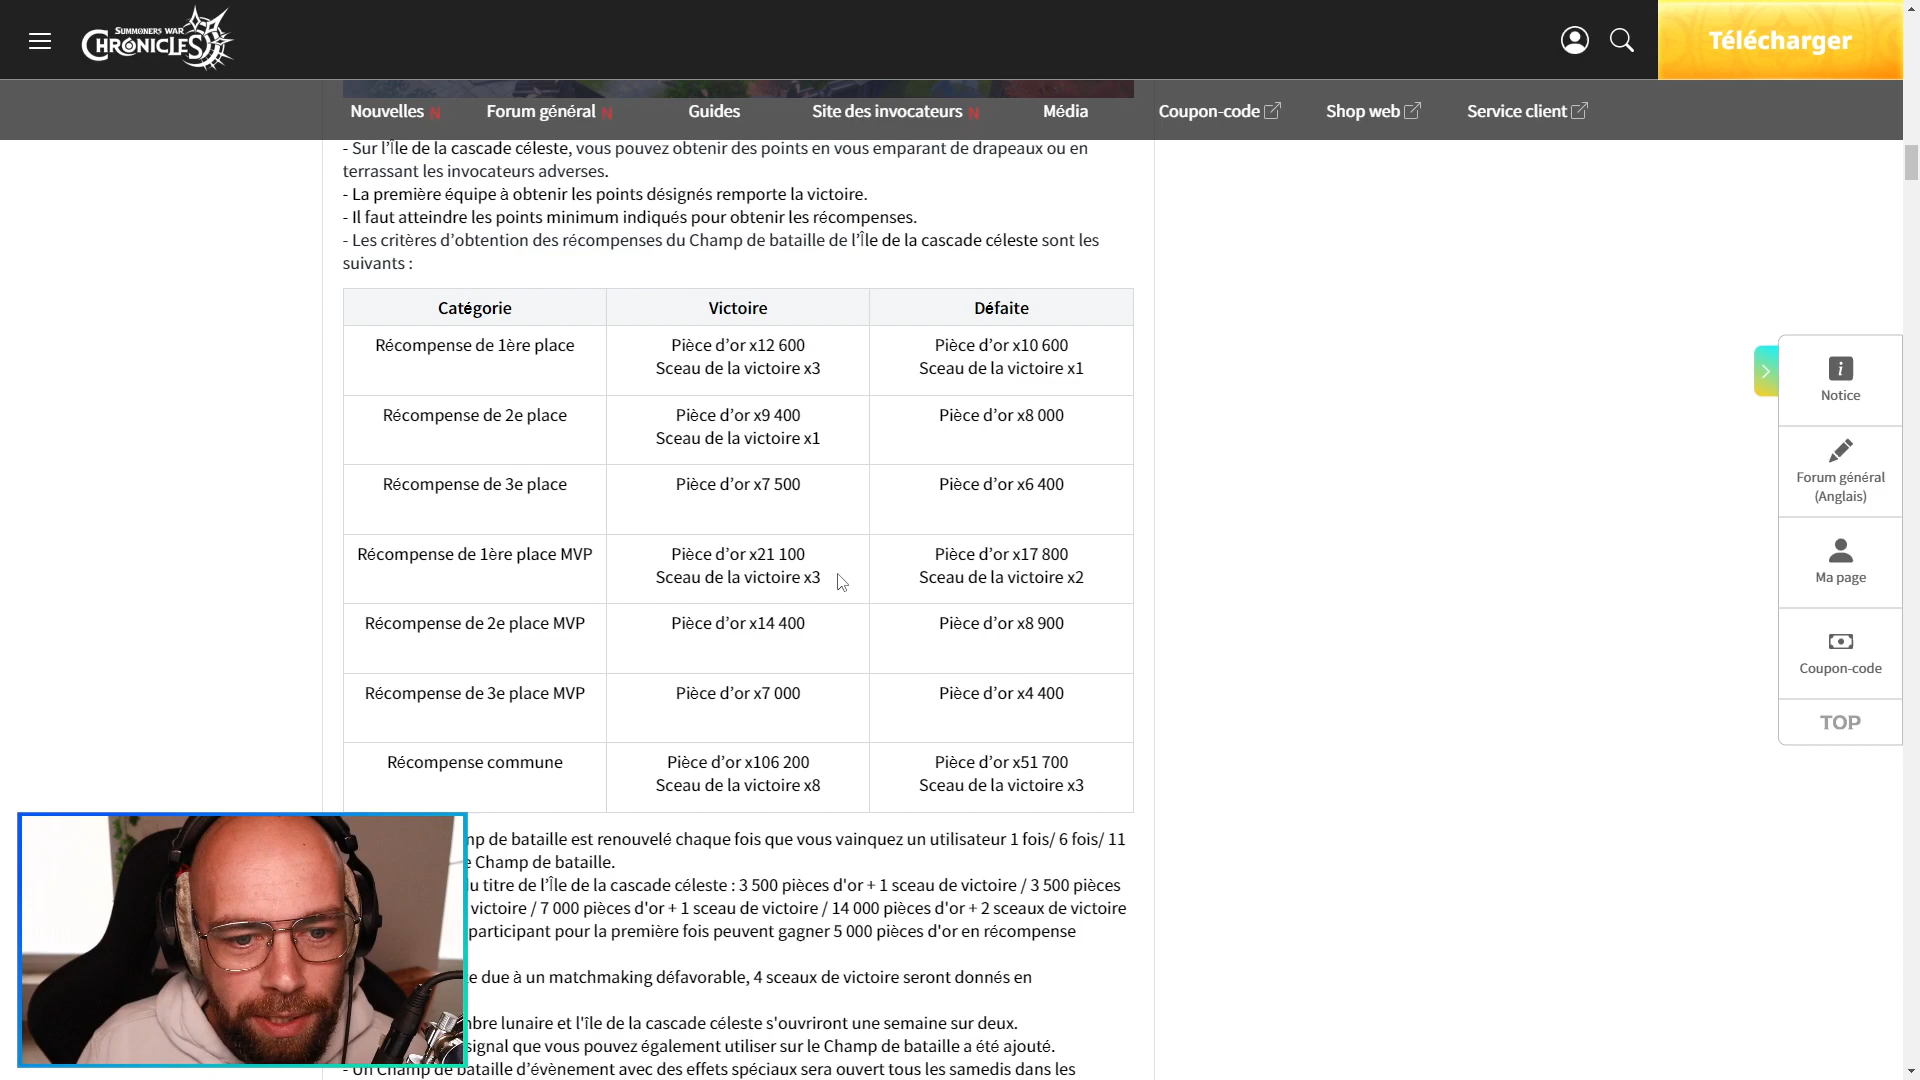 SUMMONERS WAR
CHRONICLES
Télécharger
Nouvelles N
Forum général N
Guides
Site des invocateurs N
Média
Coupon-code
Shop web
Service client
- Sur l’Île de la cascade céleste, vous pouvez obtenir des points en vous emparant de drapeaux ou en
terrassant les invocateurs adverses.
- La première équipe à obtenir les points désignés remporte la victoire.
- Il faut atteindre les points minimum indiqués pour obtenir les récompenses.
- Les critères d’obtention des récompenses du Champ de bataille de l’Île de la cascade céleste sont les
suivants :
Catégorie
Victoire
Défaite
Récompense de 1ère place
Pièce d’or x12 600
Sceau de la victoire x3
Pièce d’or x10 600
Sceau de la victoire x1
Récompense de 2e place
Pièce d’or x9 400
Sceau de la victoire x1
Pièce d’or x8 000
Récompense de 3e place
Pièce d’or x7 500
Pièce d’or x6 400
Récompense de 1ère place MVP
Pièce d’or x21 100
Sceau de la victoire x3
Pièce d’or x17 800
Sceau de la victoire x2
Récompense de 2e place MVP
Pièce d’or x14 400
Pièce d’or x8 900
Récompense de 3e place MVP
Pièce d’or x7 000
Pièce d’or x4 400
Récompense commune
Pièce d’or x106 200
Sceau de la victoire x8
Pièce d’or x51 700
Sceau de la victoire x3
de bataille est renouvelé chaque fois que vous vainquez un utilisateur 1 fois/ 6 fois/ 11
Champ de bataille.
titre de l’Île de la cascade céleste : 3 500 pièces d'or + 1 sceau de victoire / 3 500 pièces
victoire / 7 000 pièces d'or + 1 sceau de victoire / 14 000 pièces d'or + 2 sceaux de victoire
participant pour la première fois peuvent gagner 5 000 pièces d'or en récompense
due à un matchmaking défavorable, 4 sceaux de victoire seront donnés en
lunaire et l'île de la cascade céleste s'ouvriront une semaine sur deux.
signal que vous pouvez également utiliser sur le Champ de bataille a été ajouté.
- Un Champ de bataille d’évènement avec des effets spéciaux sera ouvert tous les samedis dans les
Notice
Forum général
(Anglais)
Ma page
Coupon-code
TOP